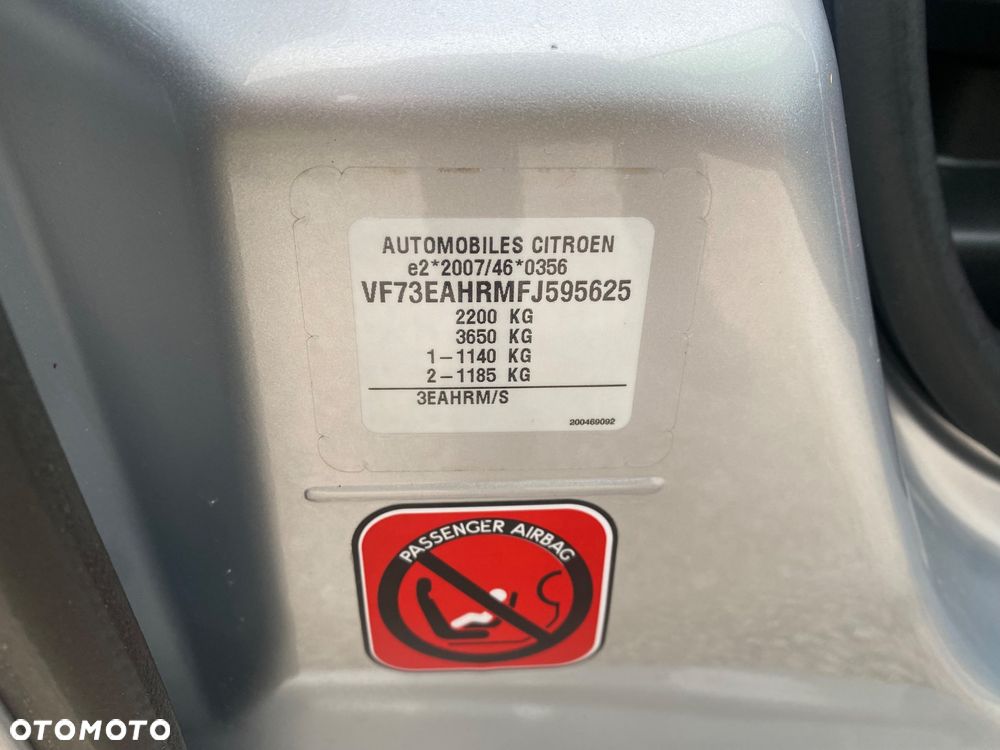 AUTOMOBILES CITROEN
e2*2007/46*0356
VF73EAHRMFJ595625
2200 KG
3650 KG
1-1140 KG
2-1185 KG
3EAHRM/S
200469092
PASSENGER AIRBAG
OTOMOTO